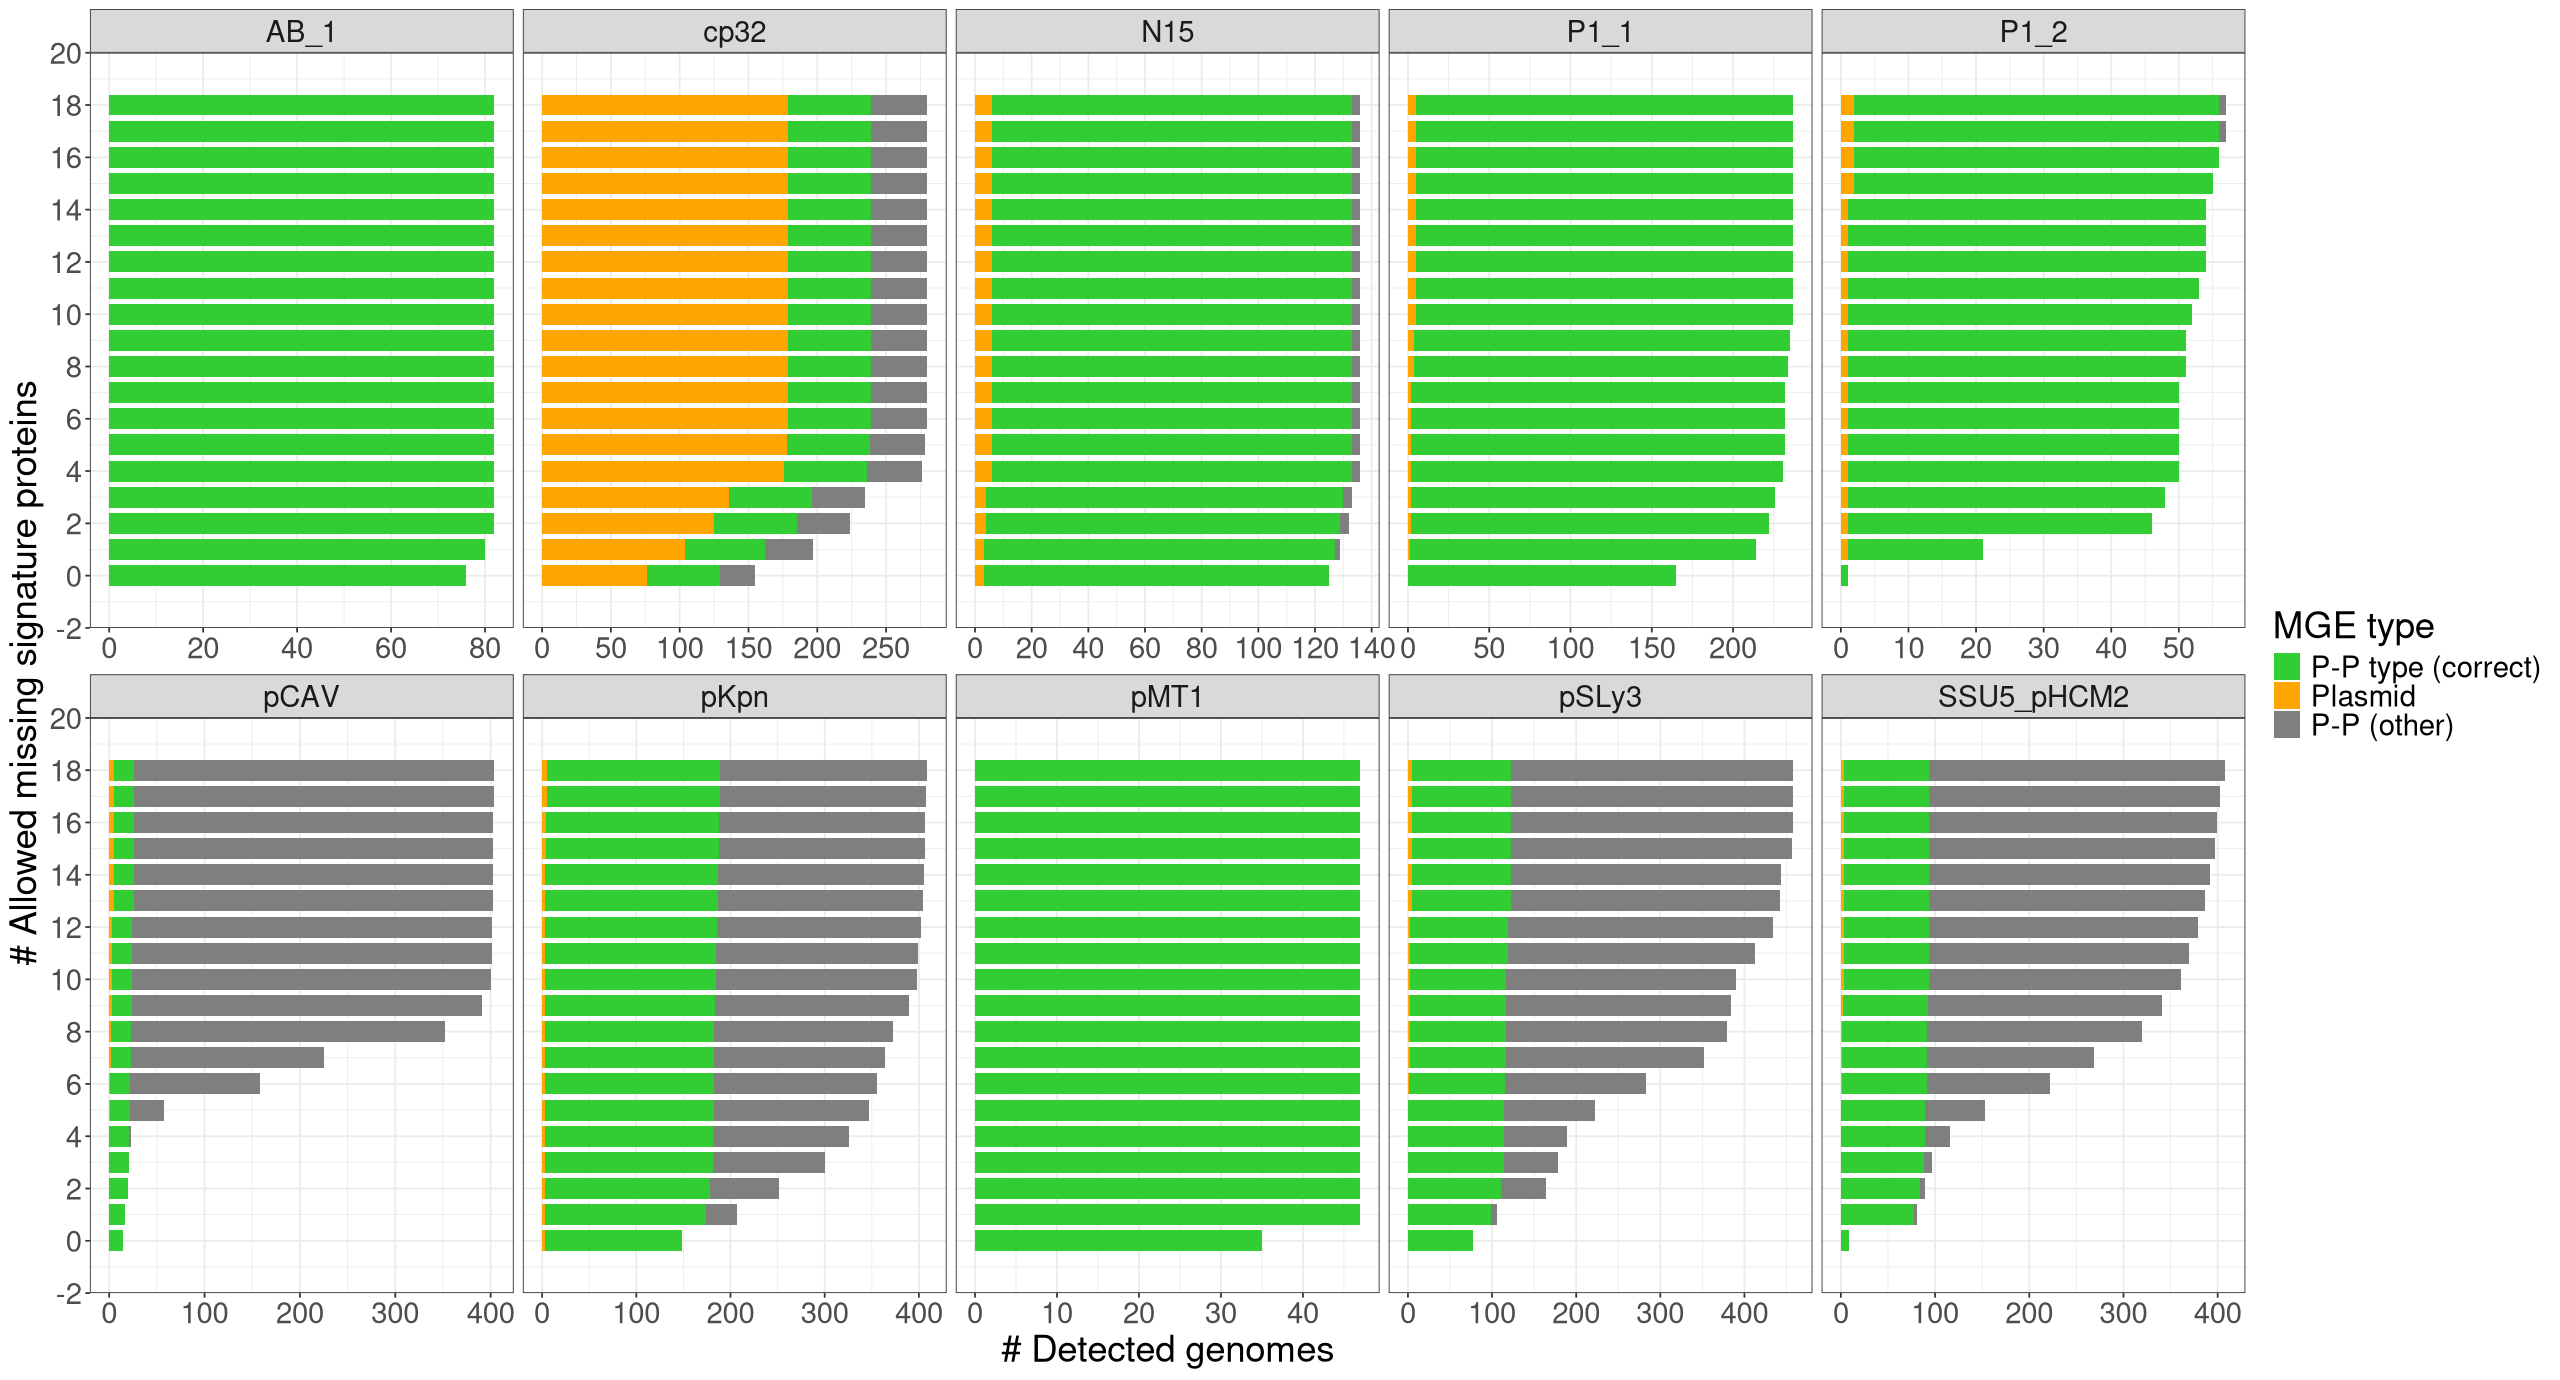 AB_1 cp32 N15 P1_1 P1_2
20
18
16
14
12
10
8
6
4
2
0
-2
0 20 40 60 80 0 50 100 150 200 250 0 20 40 60 80 100 120 140 0 50 100 150 200 0 10 20 30 40 50
pCAV pKpn pMT1 pSLy3 SSU5_pHCM2
20
18
16
14
12
10
8
6
4
2
0
-2
0 100 200 300 400 0 100 200 300 400 0 10 20 30 40 0 100 200 300 400 0 100 200 300 400
# Allowed missing signature proteins
# Detected genomes
MGE type
P-P type (correct)
Plasmid
P-P (other)